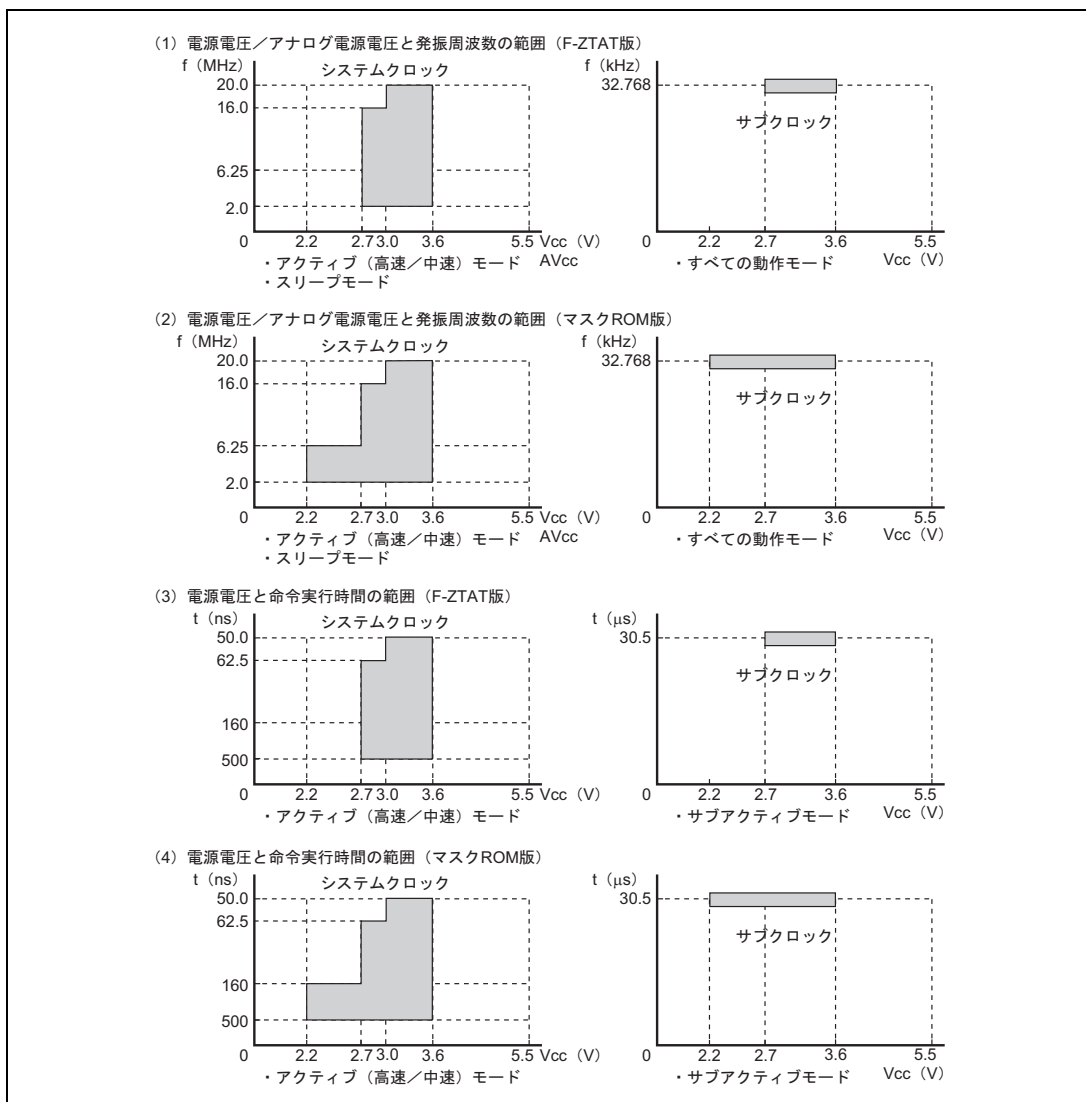 (1) 電源電圧／アナログ電源電圧と発振周波数の範囲（F-ZTAT版）
f（MHz）
システムクロック
20.0
16.0
6.25
2.0
0
2.2 2.7 3.0 3.6 5.5 Vcc（V）
AVcc
・アクティブ（高速／中速）モード
・スリープモード
f（kHz）
32.768
サブクロック
0
2.2 2.7 3.6 5.5
Vcc（V）
・すべての動作モード
(2) 電源電圧／アナログ電源電圧と発振周波数の範囲（マスクROM版）
f（MHz）
システムクロック
20.0
16.0
6.25
2.0
0
2.2 2.7 3.0 3.6 5.5 Vcc（V）
AVcc
・アクティブ（高速／中速）モード
・スリープモード
f（kHz）
32.768
サブクロック
0
2.2 2.7 3.6 5.5
Vcc（V）
・すべての動作モード
(3) 電源電圧と命令実行時間の範囲（F-ZTAT版）
t（ns）
システムクロック
50.0
62.5
160
500
0
2.2 2.7 3.0 3.6 5.5 Vcc（V）
・アクティブ（高速／中速）モード
t（μs）
30.5
サブクロック
0
2.2 2.7 3.6 5.5
Vcc（V）
・サブアクティブモード
(4) 電源電圧と命令実行時間の範囲（マスクROM版）
t（ns）
システムクロック
50.0
62.5
160
500
0
2.2 2.7 3.0 3.6 5.5 Vcc（V）
・アクティブ（高速／中速）モード
t（μs）
30.5
サブクロック
0
2.2 2.7 3.6 5.5
Vcc（V）
・サブアクティブモード